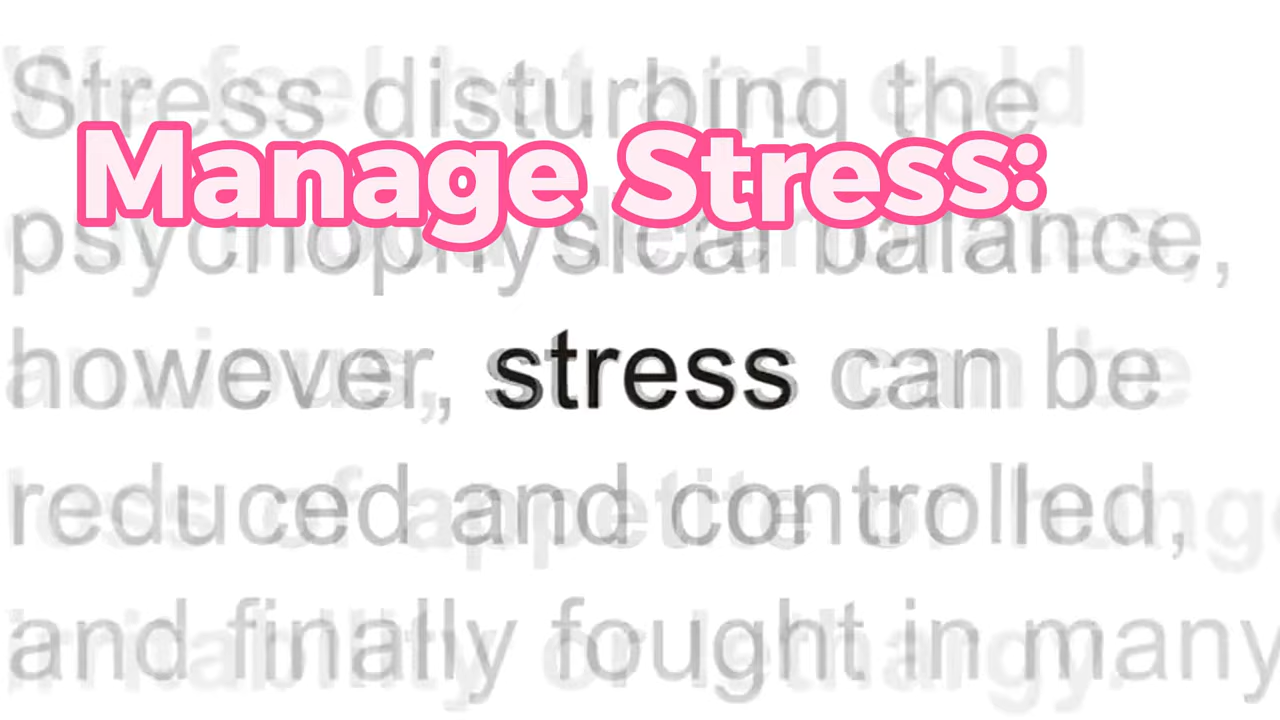 Stress disturbing the
Manage Stress:
psychophysical balance,
however, stress can be
reduced and controlled,
and finally fought in many